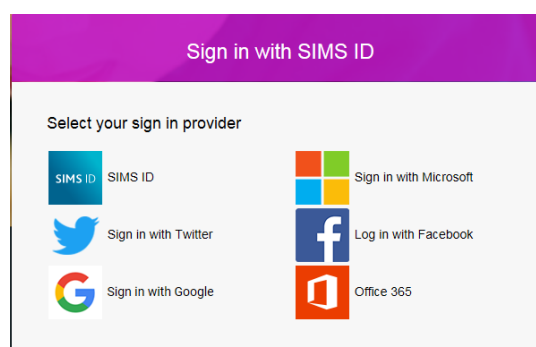 Sign in with SIMS ID
Select your sign in provider
SIMS ID
SIMS ID
Sign in with Microsoft
Sign in with Twitter
Log in with Facebook
Sign in with Google
Office 365